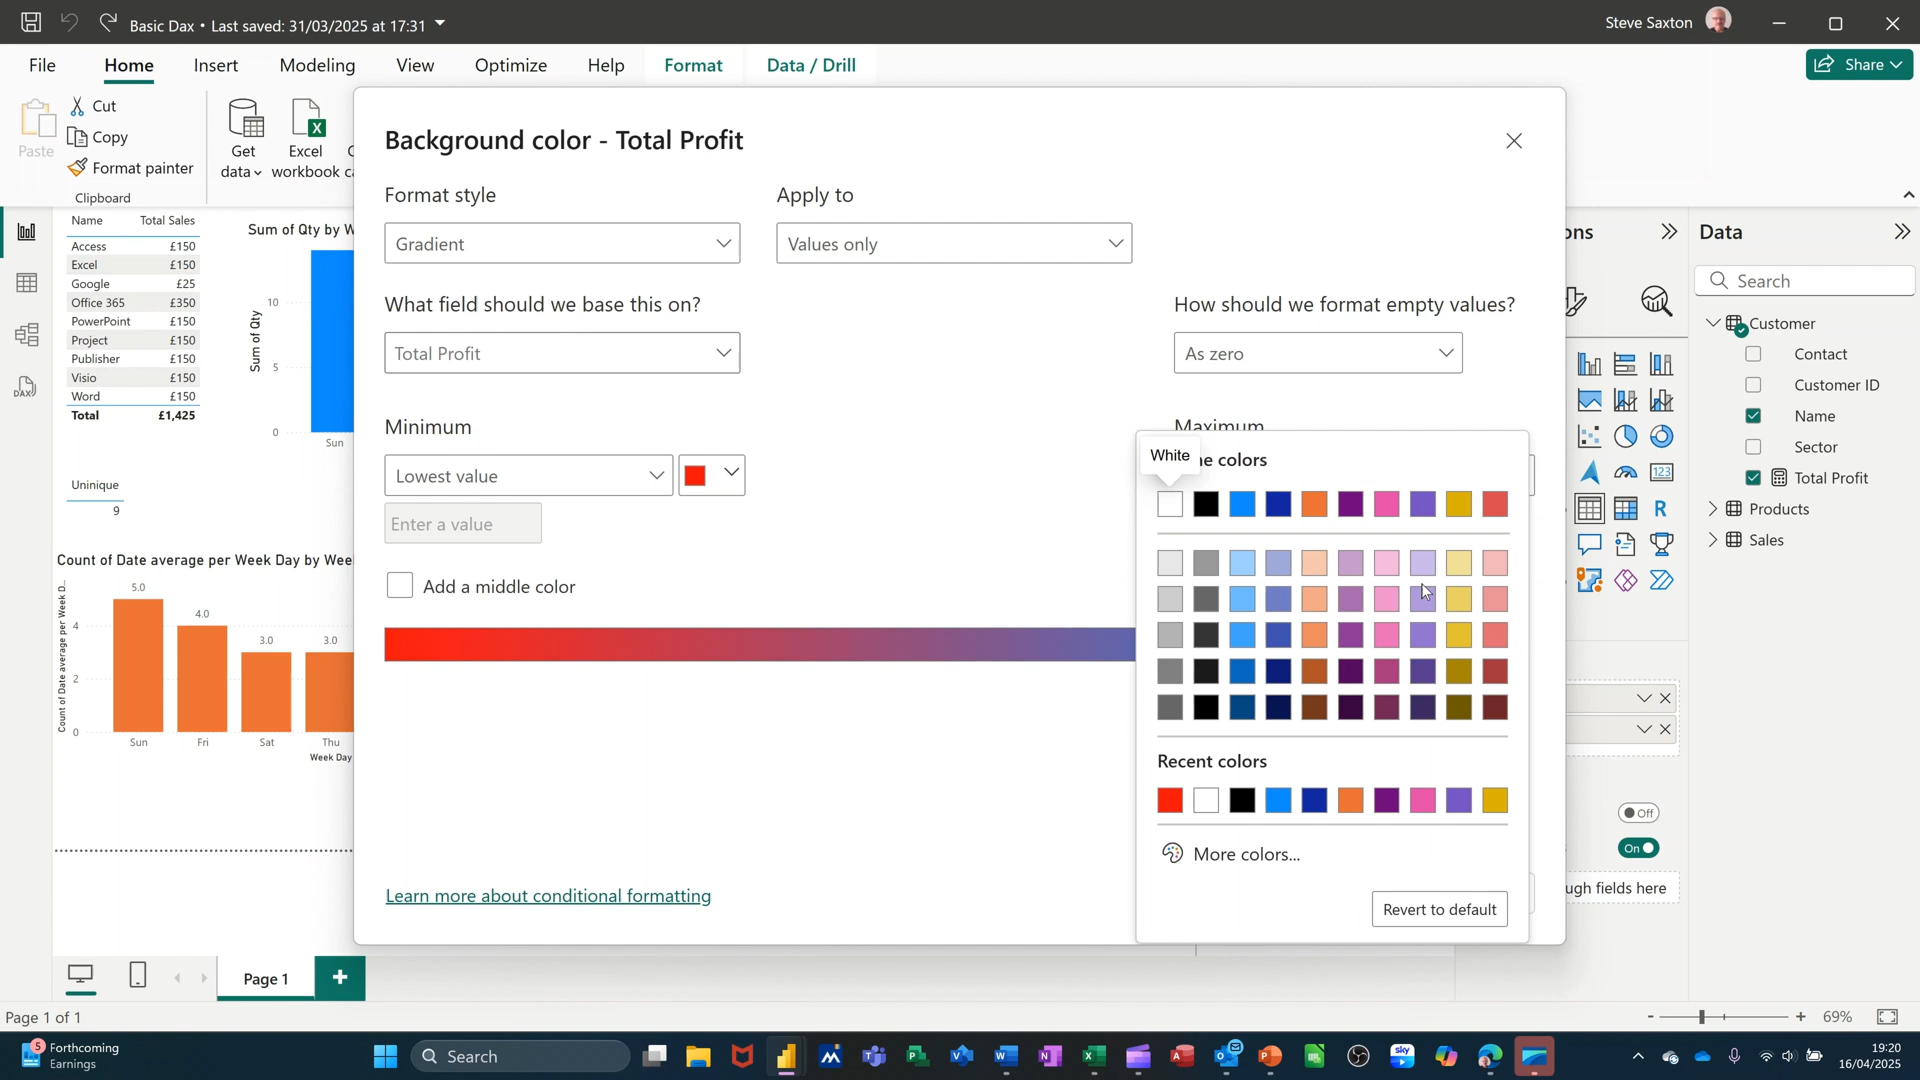 Basic Dax • Last saved: 31/03/2025 at 17:31
Steve Saxton
File
Home
Insert
Modeling
View
Optimize
Help
Format
Data / Drill
Share
Paste
Cut
Copy
Format painter
Clipboard
Get
data
Excel
workbook
Background color - Total Profit
Format style
Gradient
Apply to
Values only
What field should we base this on?
Total Profit
How should we format empty values?
As zero
Minimum
Lowest value
Enter a value
Maximum
Add a middle color
Learn more about conditional formatting
White
e colors
Recent colors
More colors...
Revert to default
Name Total Sales
Access £150
Excel £150
Google £25
Office 365 £350
PowerPoint £150
Project £150
Publisher £150
Visio £150
Word £150
Total £1,425
Sum of Qty by W
Sum of Qty
10
5
0
Sun
Uninique
9
Count of Date average per Week Day by Wee
Count of Date average per Week D...
5.0
4.0
3.0
3.0
4
2
0
Sun
Fri
Sat
Thu
Week Day
DAX
ons
Data
Search
Customer
Contact
Customer ID
Name
Sector
Total Profit
Products
Sales
123
R
Off
On
ugh fields here
Page 1
Page 1 of 1
- + 69%
5
Forthcoming
Earnings
Search
sky
19:20
16/04/2025